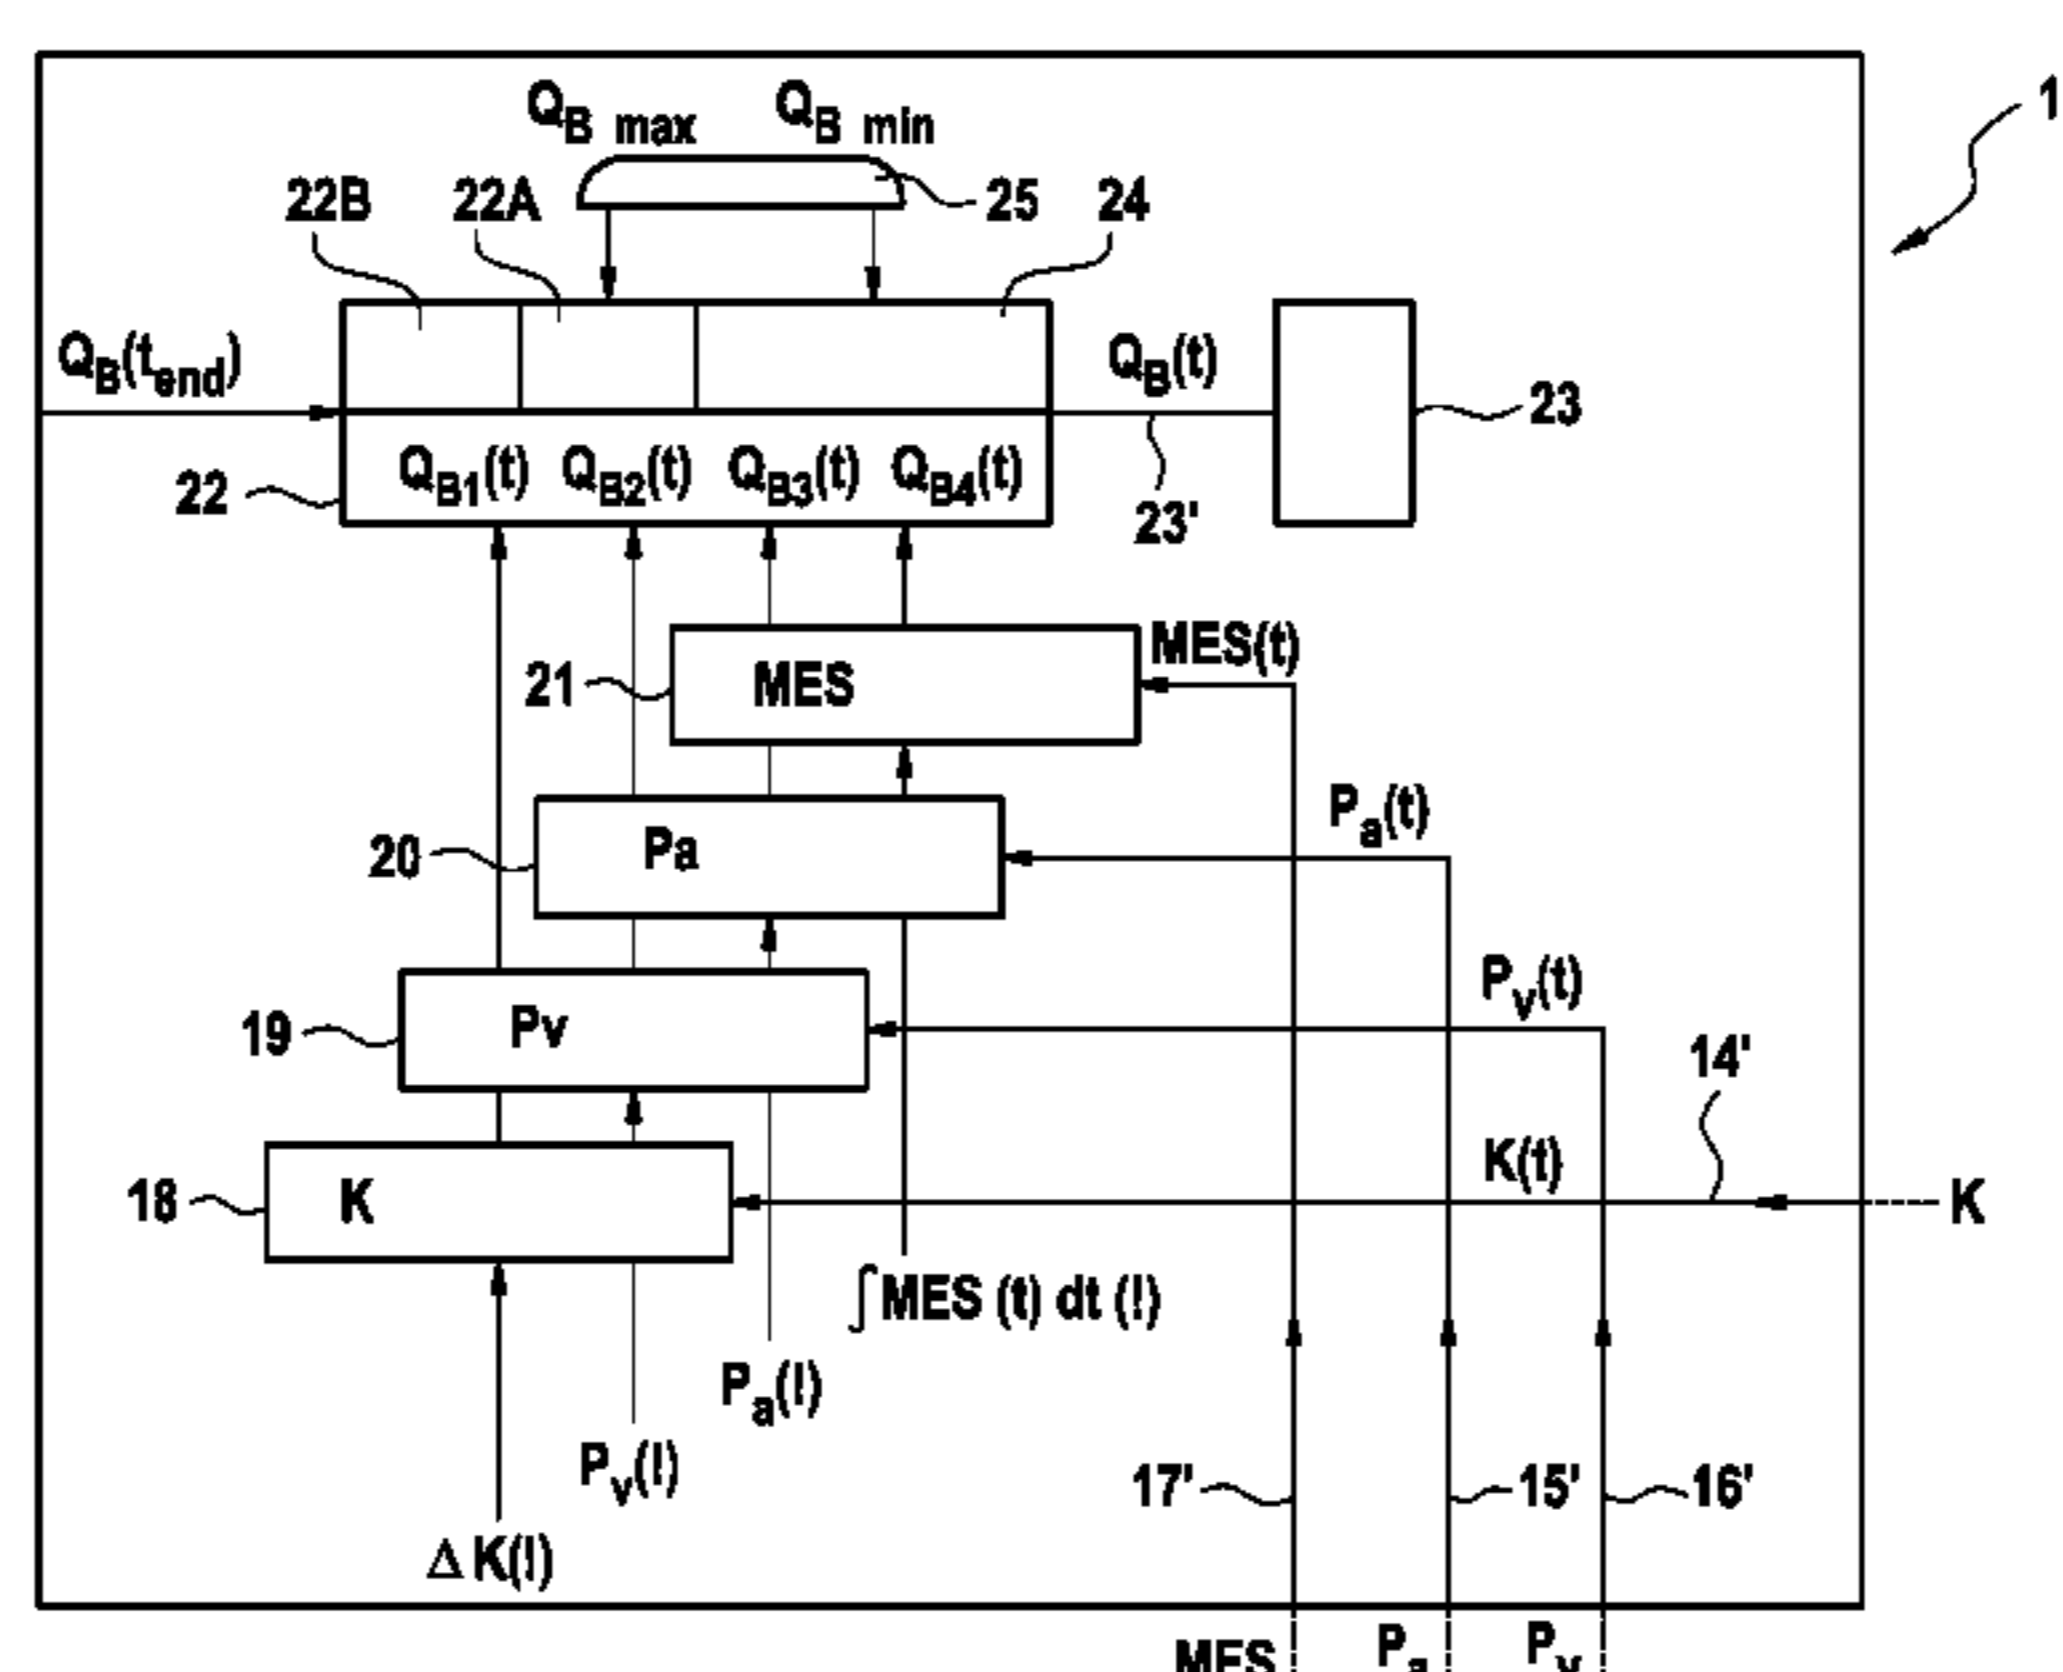 1
QB max QB min
22B 22A 25 24
QB(tend) QB(t) 23
22 QB1(t) QB2(t) QB3(t) QB4(t) 23'
21 MES MES(t)
20 Pa Pa(t)
19 Pv Pv(t)
14'
18 K K(t) K
∫MES (t) dt (!)
Pa(!)
Pv(!)
17' 15' 16'
Δ K(!)
MES Pa Pv